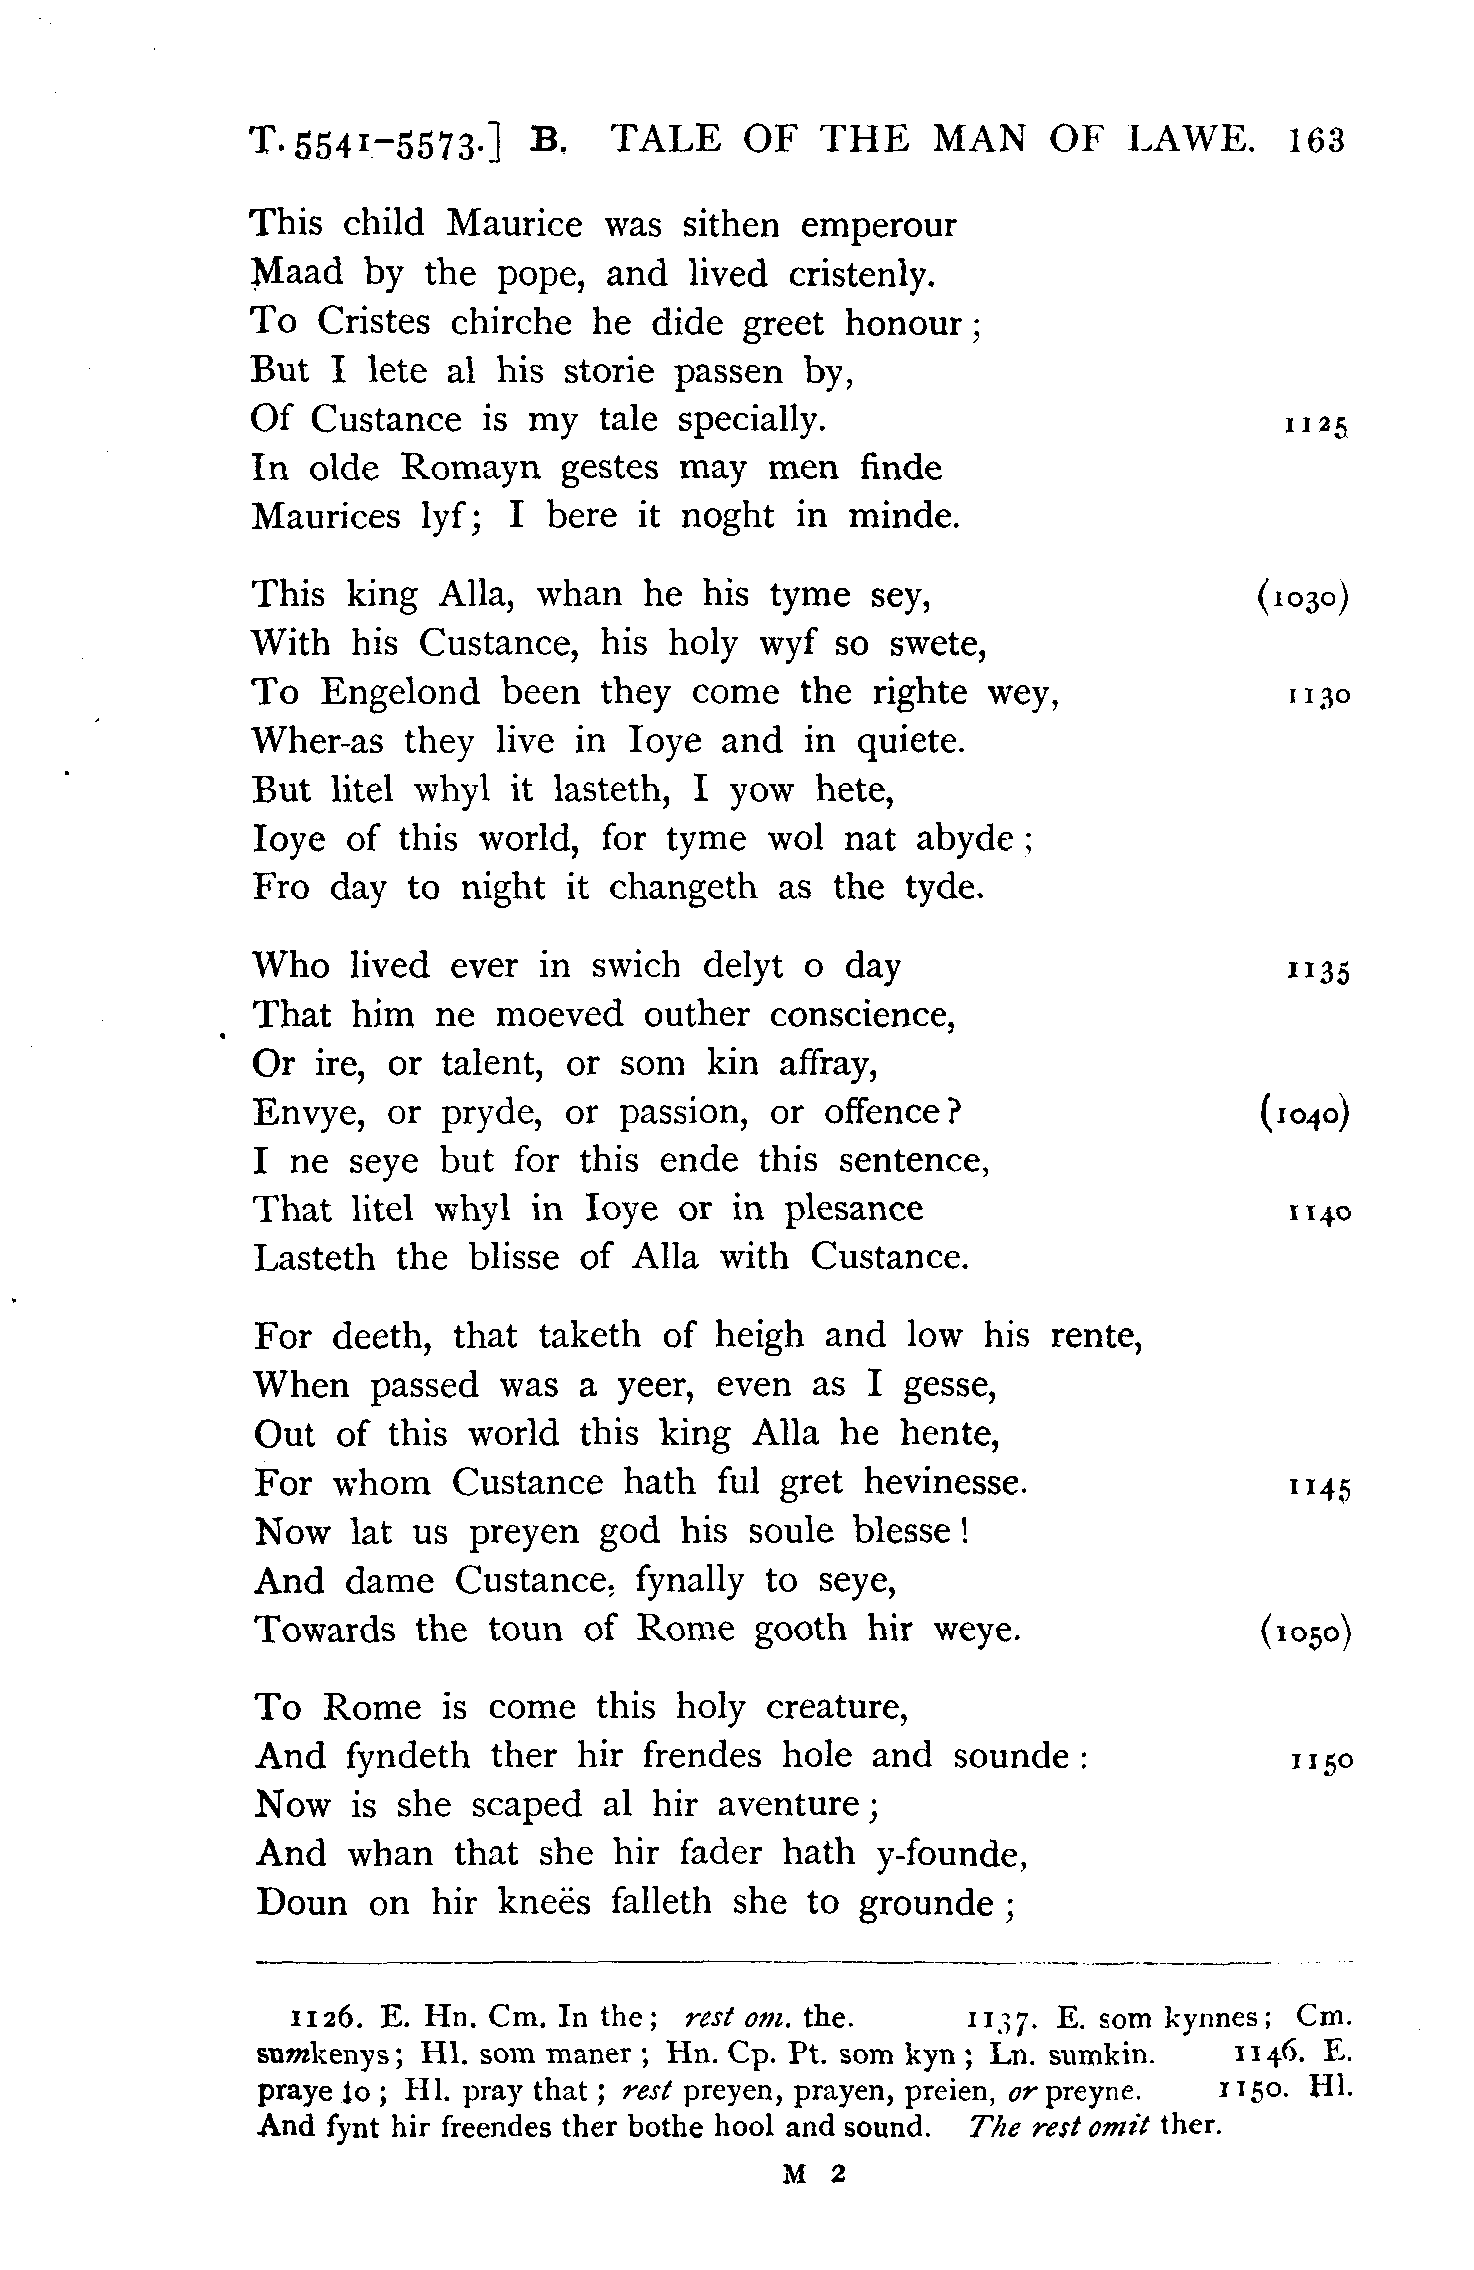 T. 5541-5573.] B. TALE OF THE MAN OF LAWE. 163
This child Maurice was sithen emperour
Maad by the pope, and lived cristenly.
To Cristes chirche he dide greet honour ;
But I lete al his storie passen by,
Of Custance is my tale specially. 1125
In olde Romayn gestes may men finde
Maurices lyf; I bere it noght in minde.
This king Alla, whan he his tyme sey, (1030)
With his Custance, his holy wyf so swete,
To Engelond been they come the righte wey, 1130
Wher-as they live in Ioye and in quiete.
But litel whyl it lasteth, I yow hete,
Ioye of this world, for tyme wol nat abyde ;
Fro day to night it changeth as the tyde.
Who lived ever in swich delyt o day 1135
That him ne moeved outher conscience,
Or ire, or talent, or som kin affray,
Envye, or pryde, or passion, or offence? (1040)
I ne seye but for this ende this sentence,
That litel whyl in Ioye or in plesance 1140
Lasteth the blisse of Alla with Custance.
For deeth, that taketh of heigh and low his rente,
When passed was a yeer, even as I gesse,
Out of this world this king Alla he hente,
For whom Custance hath ful gret hevinesse. 1145
Now lat us preyen god his soule blesse !
And dame Custance, fynally to seye,
Towards the toun of Rome gooth hir weye. (1050)
To Rome is come this holy creature,
And fyndeth ther hir frendes hole and sounde : 1150
Now is she scaped al hir aventure ;
And whan that she hir fader hath y-founde,
Doun on hir kneës falleth she to grounde ;
1126. E. Hn. Cm. In the; rest om. the. 1137. E. som kynnes; Cm.
sumkenys; Hl. som maner ; Hn. Cp. Pt. som kyn ; Ln. sumkin. 1146. E.
praye to ; Hl. pray that ; rest preyen, prayen, preien, or preyne. 1150. Hl.
And fynt hir freendes ther bothe hool and sound. The rest omit ther.
M 2